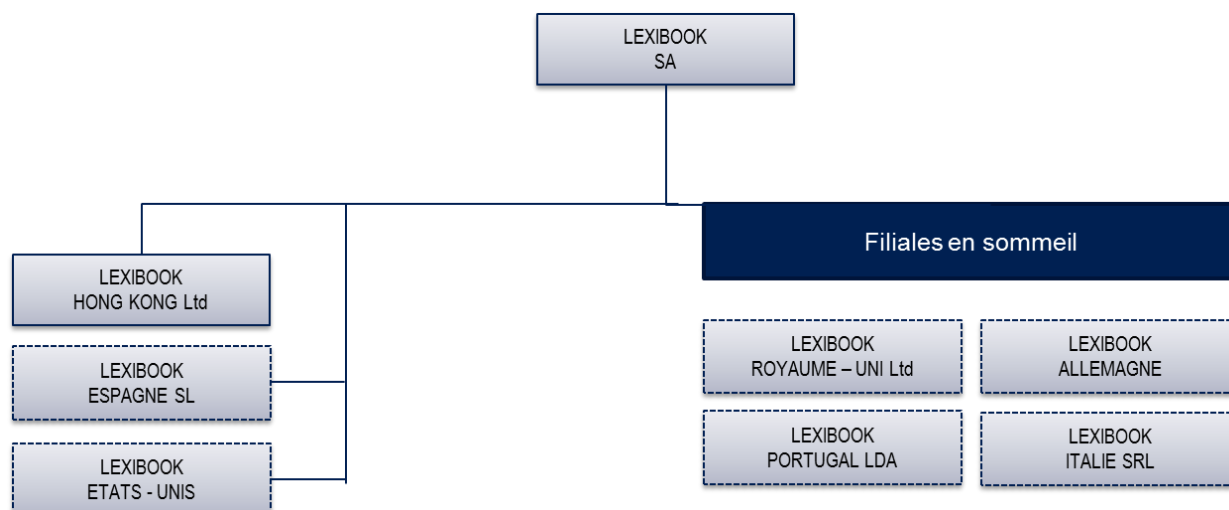 LEXIBOOK
SA
Filiales en sommeil
LEXIBOOK
HONG KONG Ltd
LEXIBOOK
ESPAGNE SL
LEXIBOOK
ETATS - UNIS
LEXIBOOK
ROYAUME – UNI Ltd
LEXIBOOK
ALLEMAGNE
LEXIBOOK
PORTUGAL LDA
LEXIBOOK
ITALIE SRL